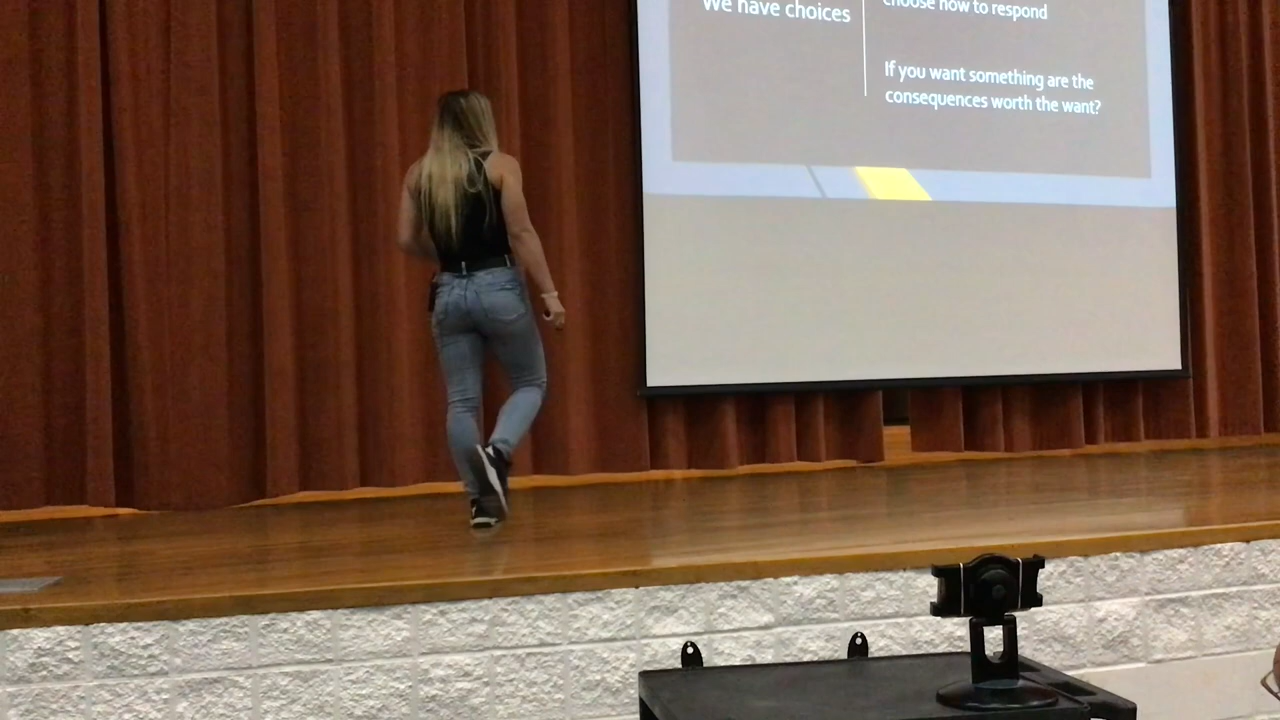 We have choices
choose how to respond
If you want something are the
consequences worth the want?